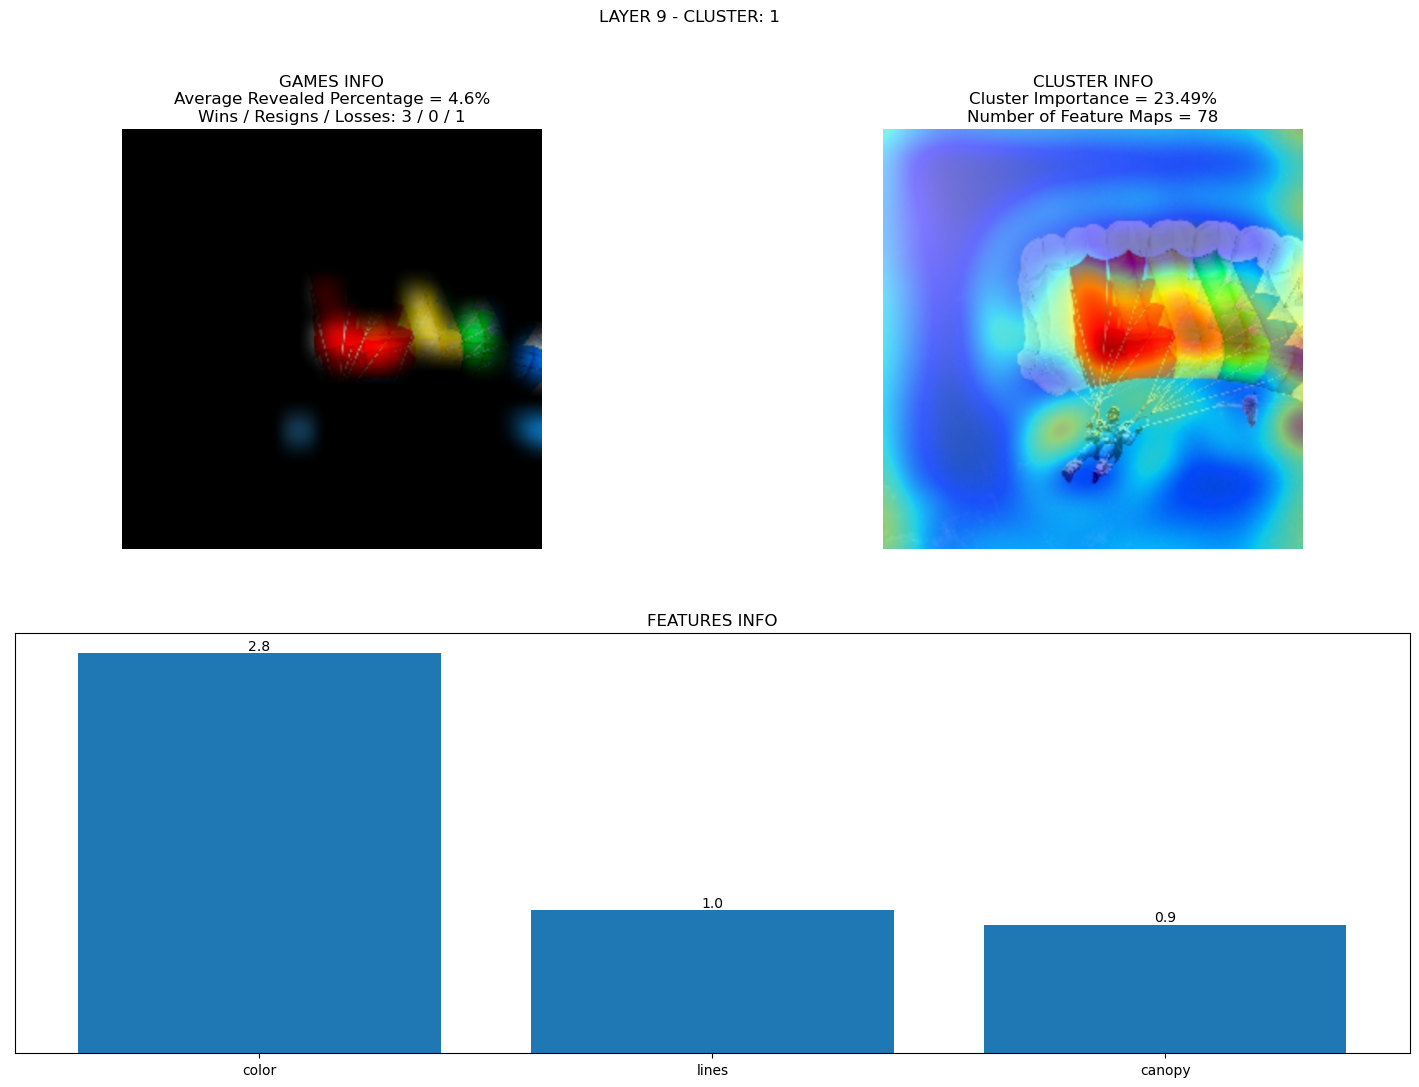 LAYER 9 - CLUSTER: 1
GAMES INFO
Average Revealed Percentage = 4.6%
Wins / Resigns / Losses: 3 / 0 / 1
CLUSTER INFO
Cluster Importance = 23.49%
Number of Feature Maps = 78
FEATURES INFO
2.8
1.0
0.9
color
lines
canopy